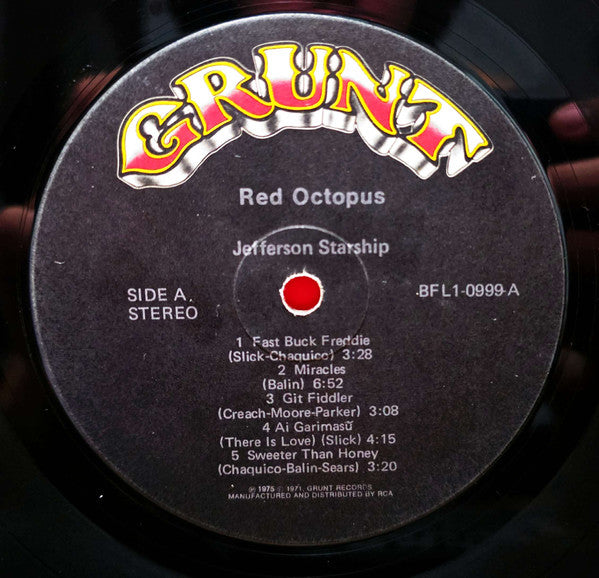 GRUNT
Red Octopus
Jefferson Starship
SIDE A.
STEREO
BFL1-0999-A
1 Fast Buck Freddie
(Slick-Chaquico) 3:28
2 Miracles
(Balin) 6:52
3 Git Fiddler
(Creach-Moore-Parker) 3:08
4 Ai Garimasū
(There Is Love) (Slick) 4:15
5 Sweeter Than Honey
(Chaquico-Balin-Sears) 3:20
℗ 1975 © 1971, GRUNT RECORDS
MANUFACTURED AND DISTRIBUTED BY RCA